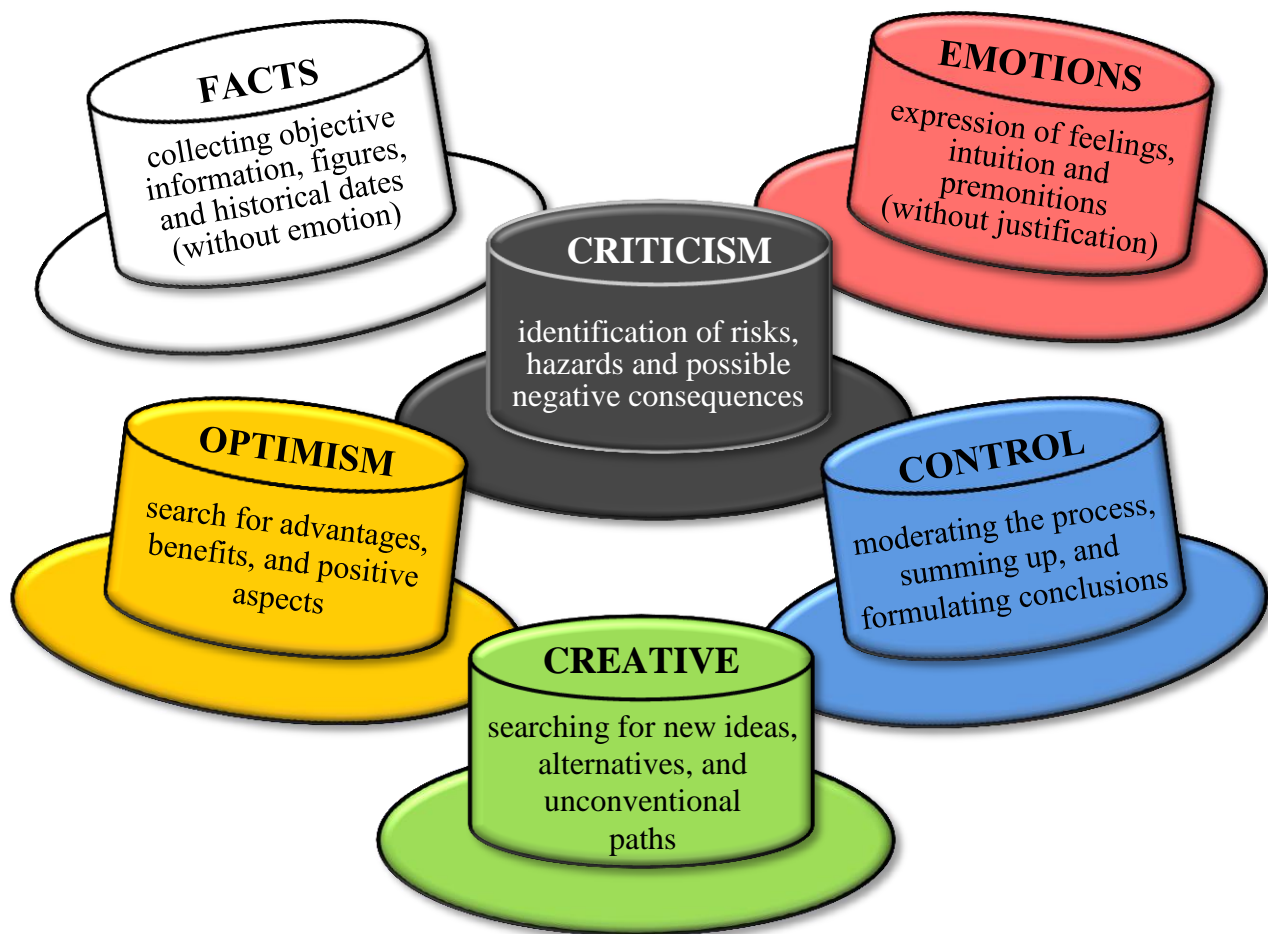 FACTS
collecting objective
information, figures,
and historical dates
(without emotion)
EMOTIONS
expression of feelings,
intuition and
premonitions
(without justification)
CRITICISM
identification of risks,
hazards and possible
negative consequences
OPTIMISM
search for advantages,
benefits, and positive
aspects
CONTROL
moderating the process,
summing up, and
formulating conclusions
CREATIVE
searching for new ideas,
alternatives, and
unconventional
paths